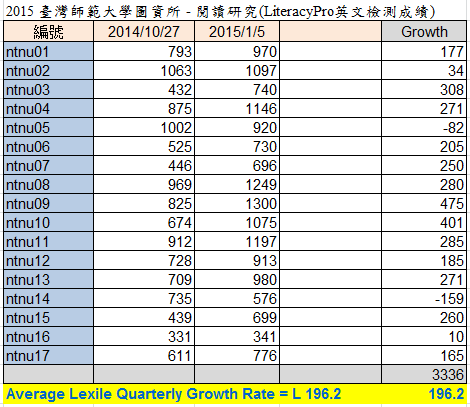 2015 臺灣師範大學圖資所 - 閱讀研究(LiteracyPro英文檢測成績)
編號 2014/10/27 2015/1/5 Growth
ntnu01 793 970 177
ntnu02 1063 1097 34
ntnu03 432 740 308
ntnu04 875 1146 271
ntnu05 1002 920 -82
ntnu06 525 730 205
ntnu07 446 696 250
ntnu08 969 1249 280
ntnu09 825 1300 475
ntnu10 674 1075 401
ntnu11 912 1197 285
ntnu12 728 913 185
ntnu13 709 980 271
ntnu14 735 576 -159
ntnu15 439 699 260
ntnu16 331 341 10
ntnu17 611 776 165
3336
Average Lexile Quarterly Growth Rate = L 196.2 196.2